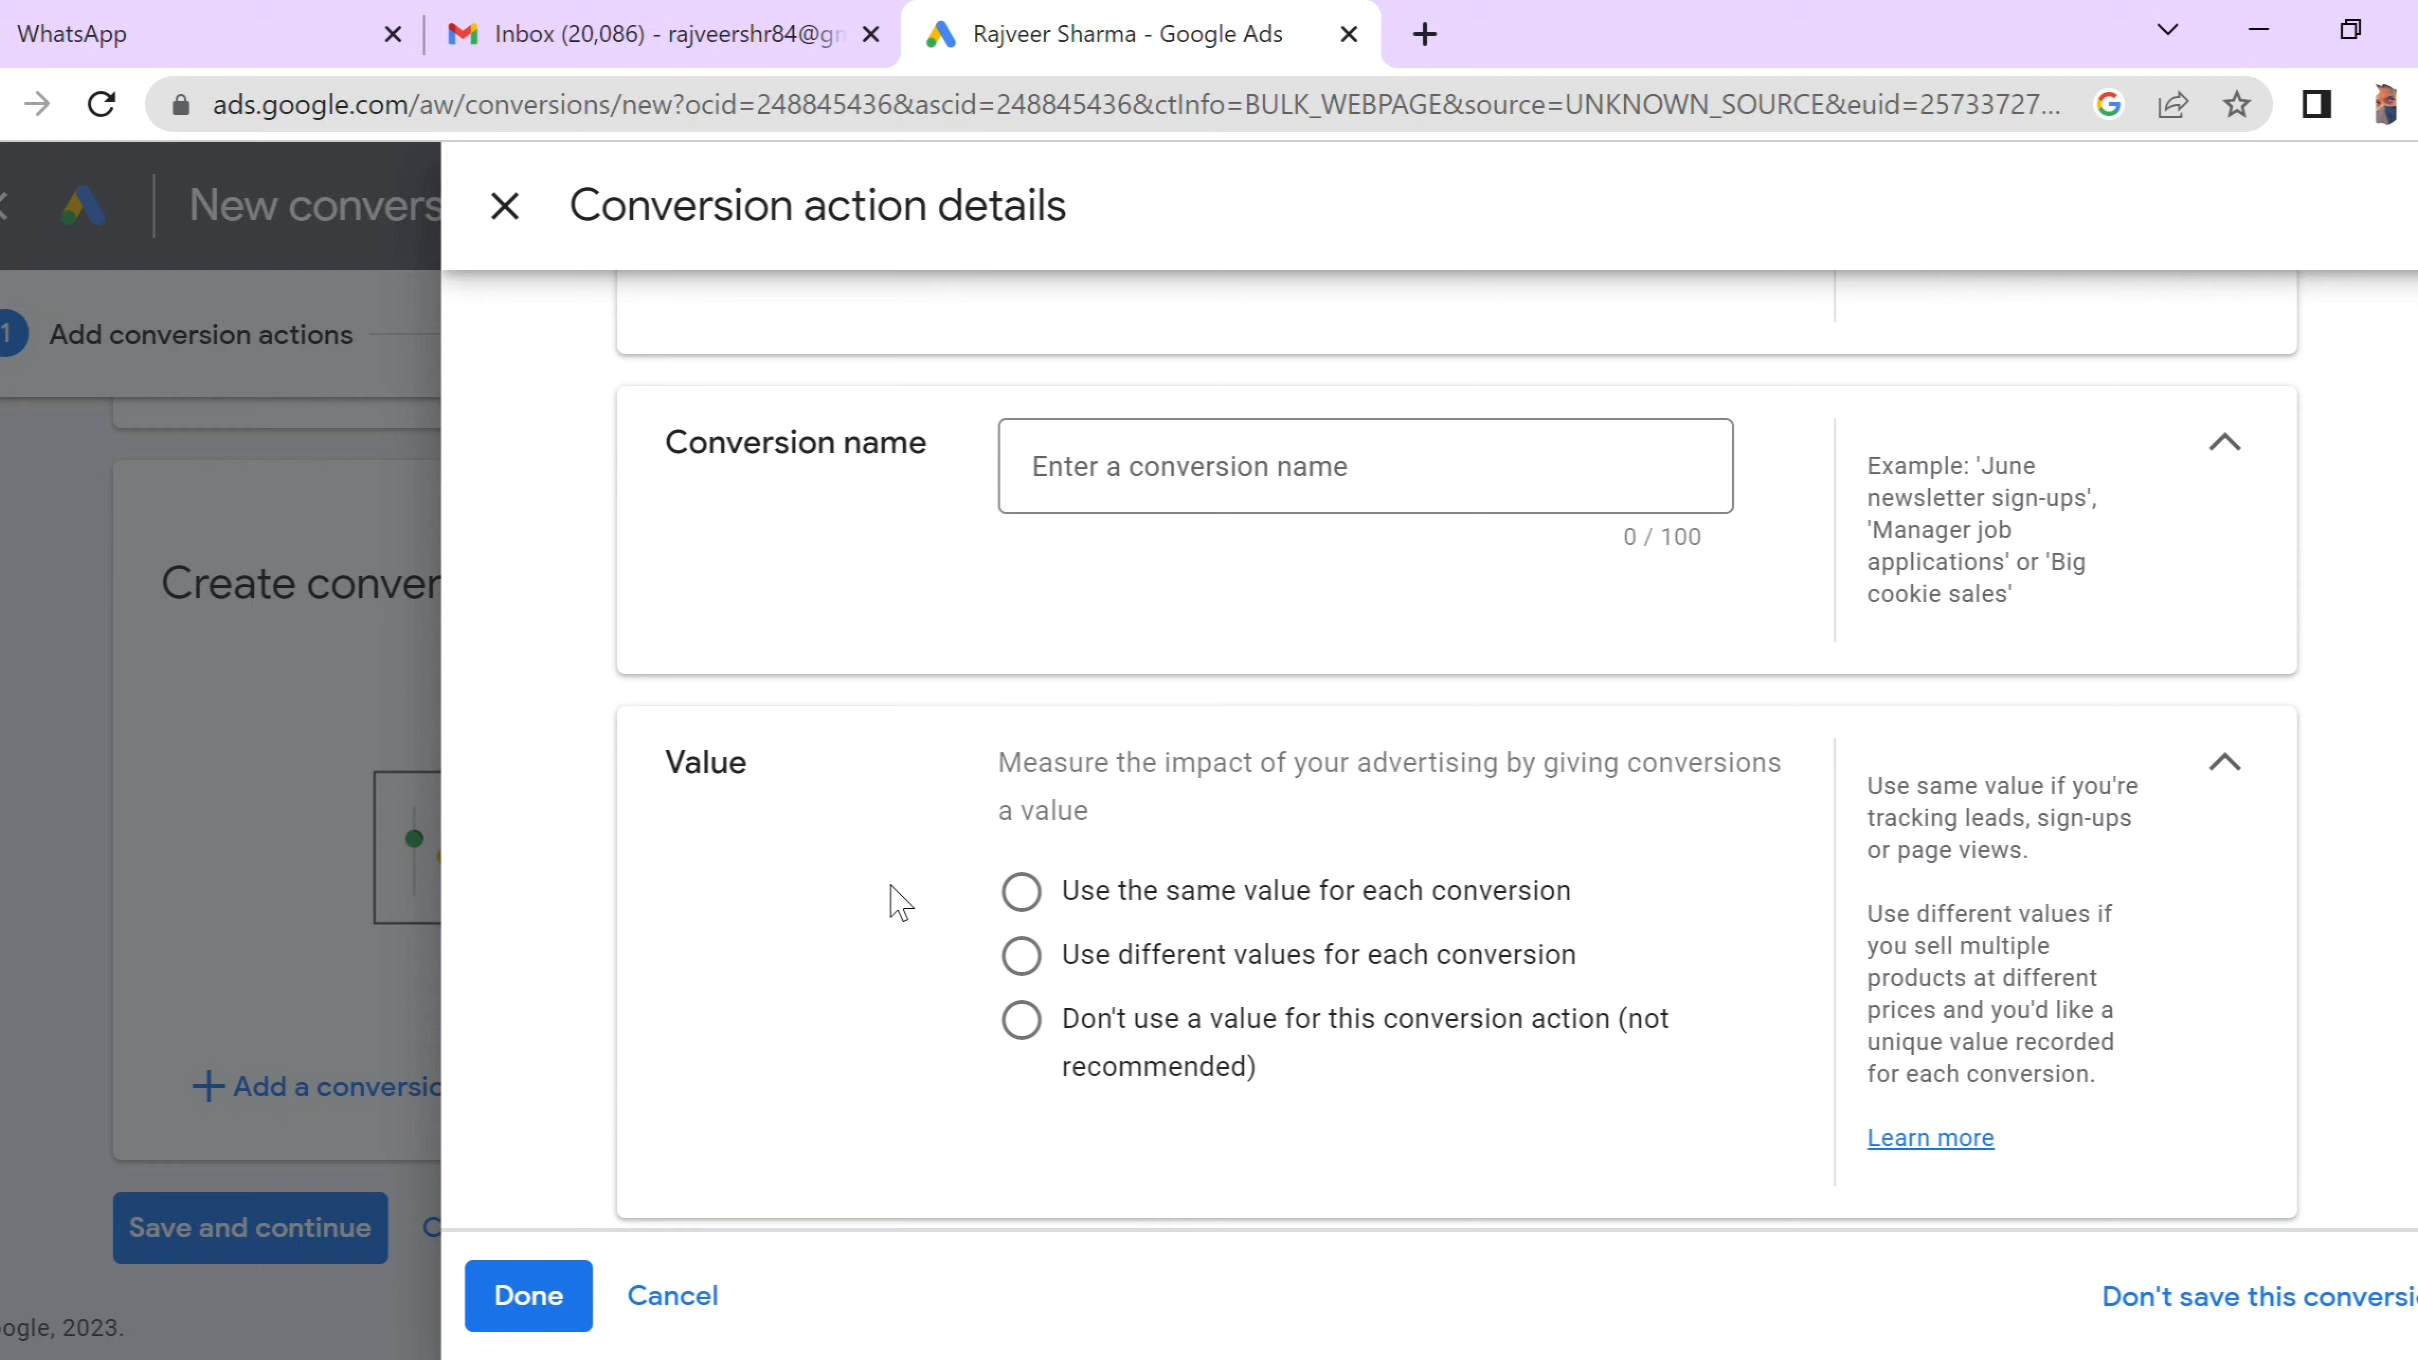 WhatsApp
Inbox (20,086) - rajveershr84@gm
Rajveer Sharma - Google Ads
ads.google.com/aw/conversions/new?ocid=248845436&ascid=248845436&ctInfo=BULK_WEBPAGE&source=UNKNOWN_SOURCE&euid=25733727...
New convers
Conversion action details
1
Add conversion actions
Conversion name
Enter a conversion name
0 / 100
Example: 'June
newsletter sign-ups',
'Manager job
applications' or 'Big
cookie sales'
Create conver
Value
Measure the impact of your advertising by giving conversions
a value
Use the same value for each conversion
Use different values for each conversion
Don't use a value for this conversion action (not
recommended)
Use same value if you're
tracking leads, sign-ups
or page views.
Use different values if
you sell multiple
products at different
prices and you'd like a
unique value recorded
for each conversion.
Learn more
Add a conversio
Save and continue
C
Done
Cancel
Don't save this conversi
ogle, 2023.